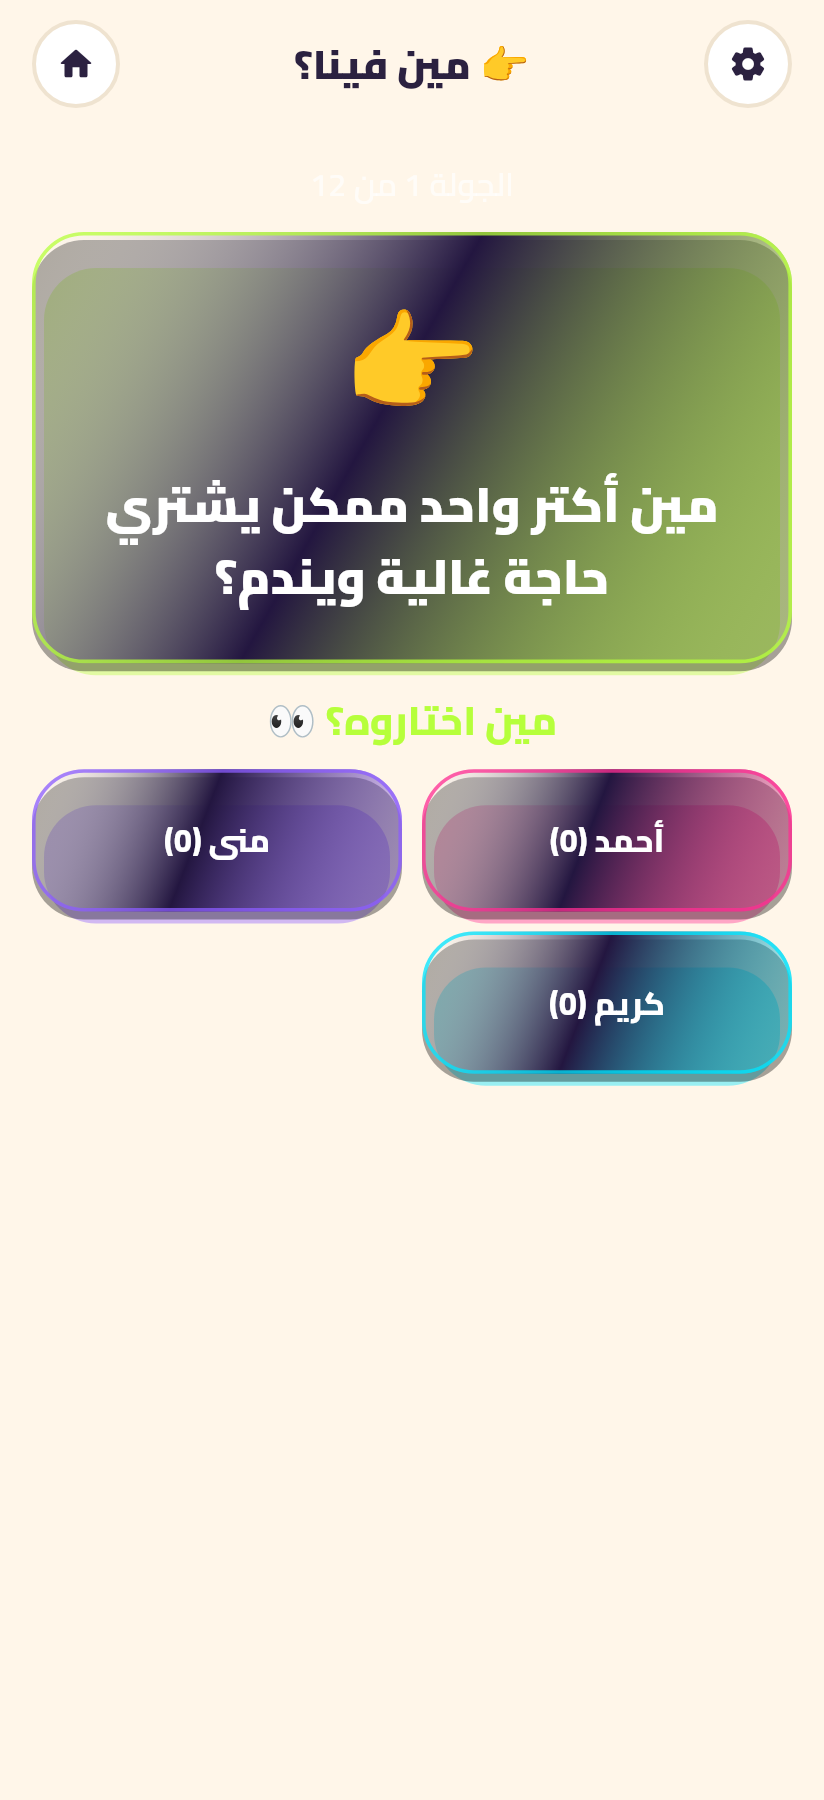 👉 مين فينا؟
الجولة 1 من 12
👉
مين أكتر واحد ممكن يشتري
حاجة غالية ويندم؟
مين اختاروه؟ 👀
أحمد (0)
منى (0)
كريم (0)